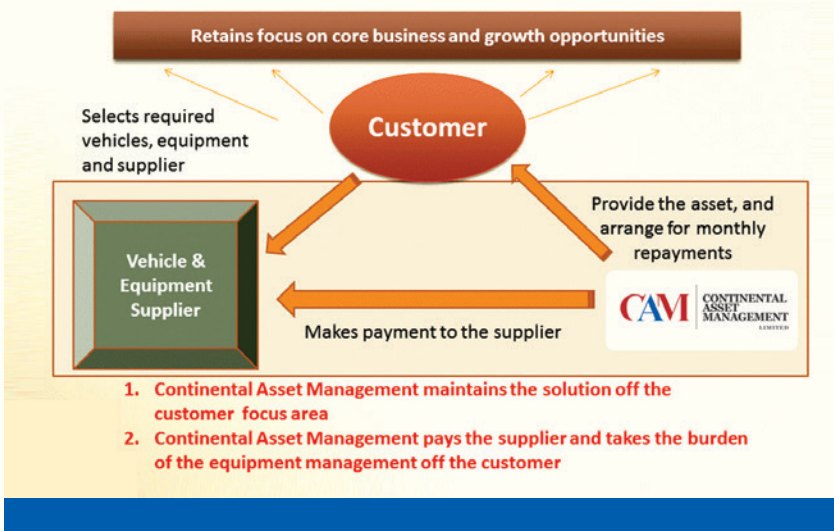 Retains focus on core business and growth opportunities
Selects required
vehicles, equipment
and supplier
Customer
Provide the asset, and
arrange for monthly
repayments
Vehicle &
Equipment
Supplier
CAM
CONTINENTAL
ASSET
MANAGEMENT
LIMITED
Makes payment to the supplier
1. Continental Asset Management maintains the solution off the
customer focus area
2. Continental Asset Management pays the supplier and takes the burden
of the equipment management off the customer